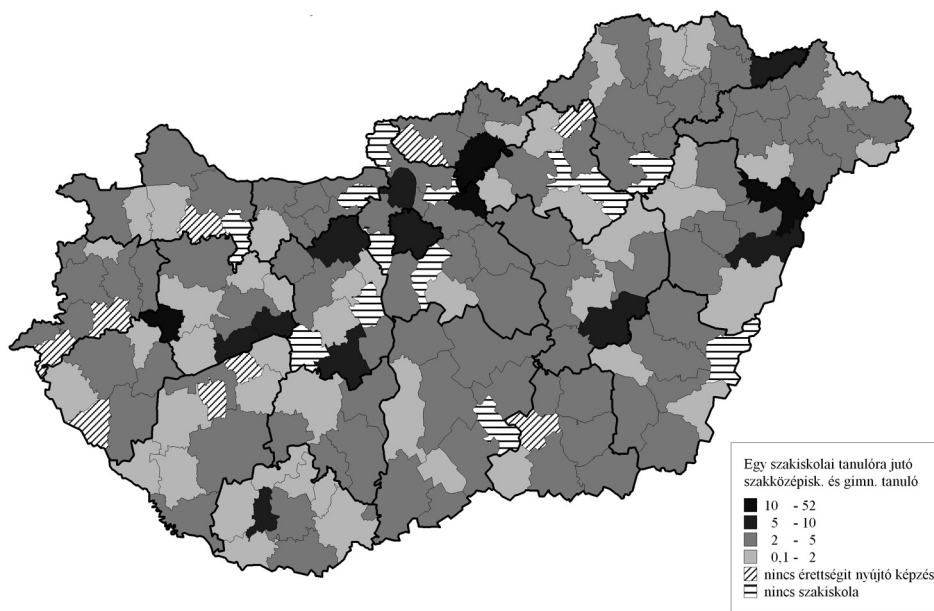 Egy szakiskolai tanulóra jutó
szakközépisk. és gimn. tanuló
10 - 52
5 - 10
2 - 5
0,1 - 2
nincs érettségit nyújtó képzés
nincs szakiskola